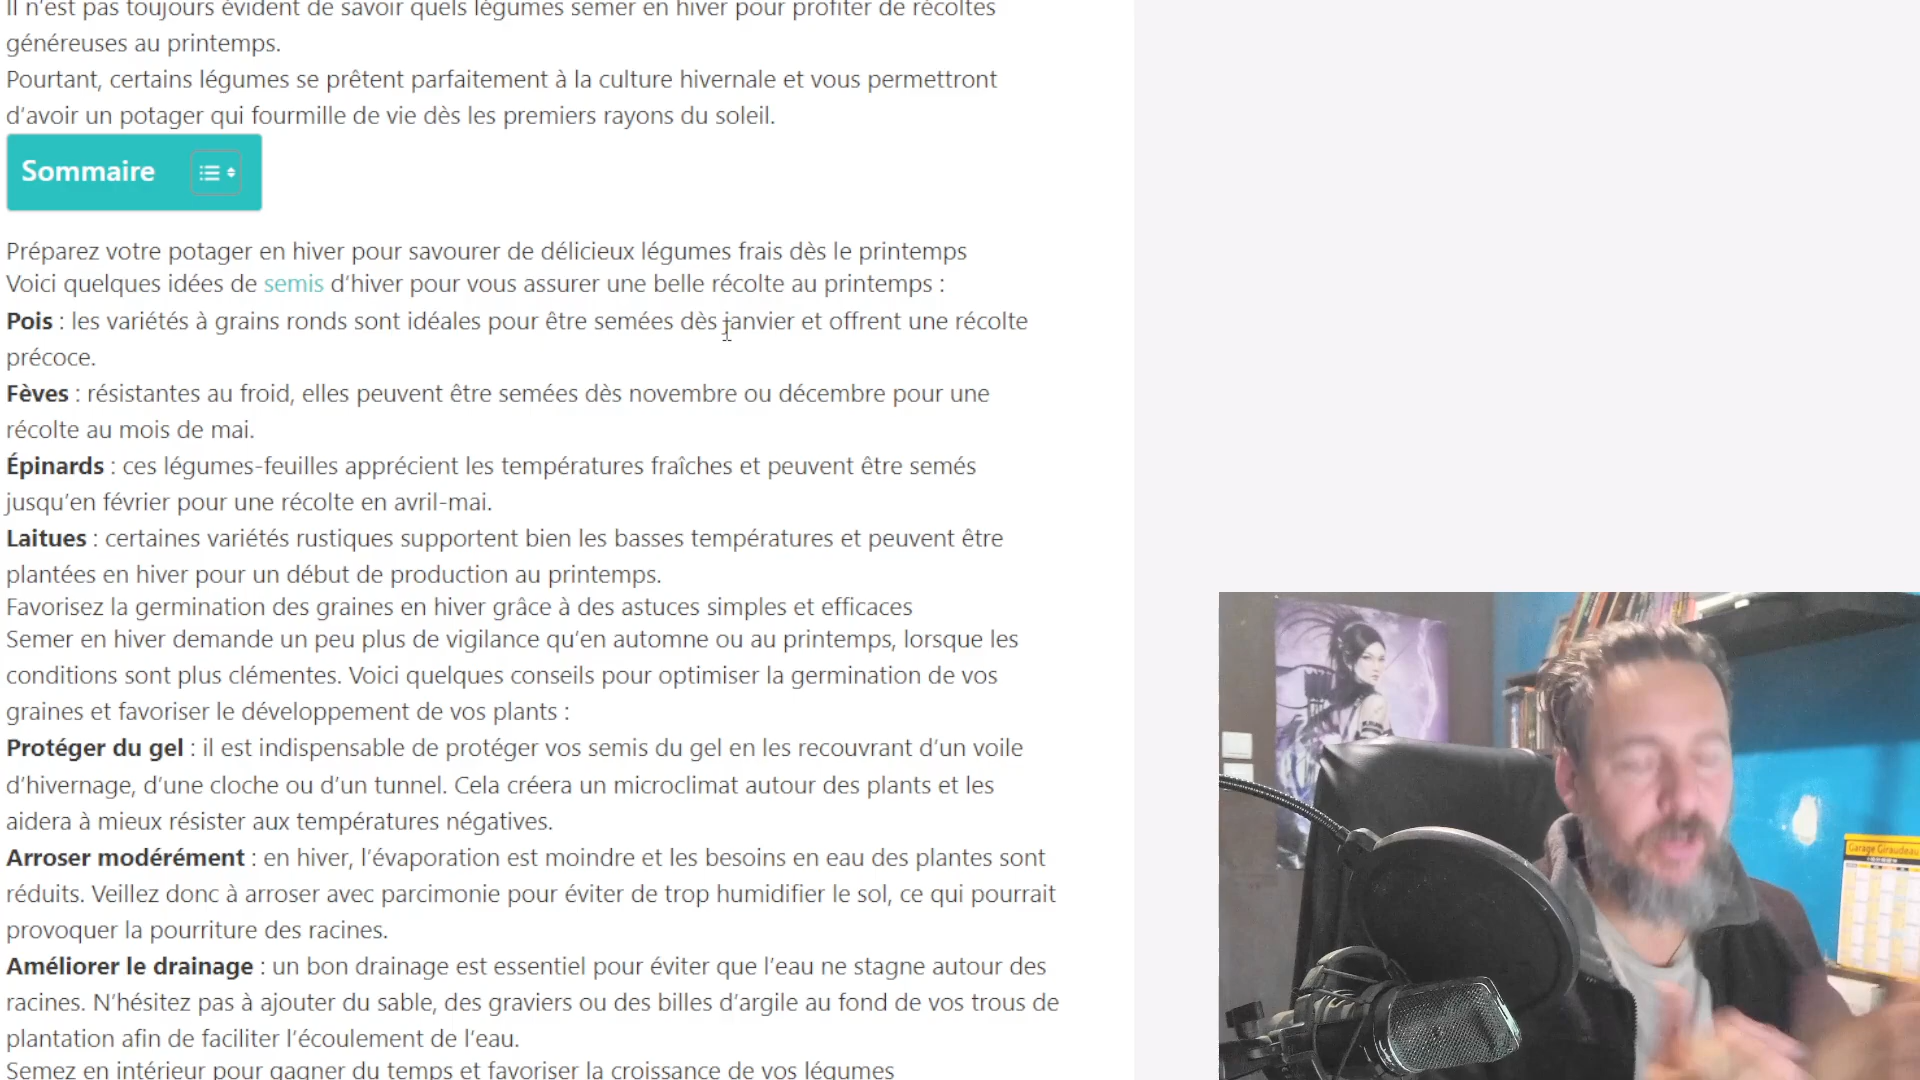 Il n'est pas toujours évident de savoir quels légumes semer en hiver pour profiter de récoltes
généreuses au printemps.
Pourtant, certains légumes se prêtent parfaitement à la culture hivernale et vous permettront
d'avoir un potager qui fourmille de vie dès les premiers rayons du soleil.
Sommaire
Préparez votre potager en hiver pour savourer de délicieux légumes frais dès le printemps
Voici quelques idées de semis d'hiver pour vous assurer une belle récolte au printemps :
Pois : les variétés à grains ronds sont idéales pour être semées dès janvier et offrent une récolte
précoce.
Fèves : résistantes au froid, elles peuvent être semées dès novembre ou décembre pour une
récolte au mois de mai.
Épinards : ces légumes-feuilles apprécient les températures fraîches et peuvent être semés
jusqu'en février pour une récolte en avril-mai.
Laitues : certaines variétés rustiques supportent bien les basses températures et peuvent être
plantées en hiver pour un début de production au printemps.
Favorisez la germination des graines en hiver grâce à des astuces simples et efficaces
Semer en hiver demande un peu plus de vigilance qu'en automne ou au printemps, lorsque les
conditions sont plus clémentes. Voici quelques conseils pour optimiser la germination de vos
graines et favoriser le développement de vos plants :
Protéger du gel : il est indispensable de protéger vos semis du gel en les recouvrant d'un voile
d'hivernage, d'une cloche ou d'un tunnel. Cela créera un microclimat autour des plants et les
aidera à mieux résister aux températures négatives.
Arroser modérément : en hiver, l'évaporation est moindre et les besoins en eau des plantes sont
réduits. Veillez donc à arroser avec parcimonie pour éviter de trop humidifier le sol, ce qui pourrait
provoquer la pourriture des racines.
Améliorer le drainage : un bon drainage est essentiel pour éviter que l'eau ne stagne autour des
racines. N'hésitez pas à ajouter du sable, des graviers ou des billes d'argile au fond de vos trous de
plantation afin de faciliter l'écoulement de l'eau.
Semez en intérieur pour gagner du temps et favoriser la croissance de vos légumes
Garage Giraudeau